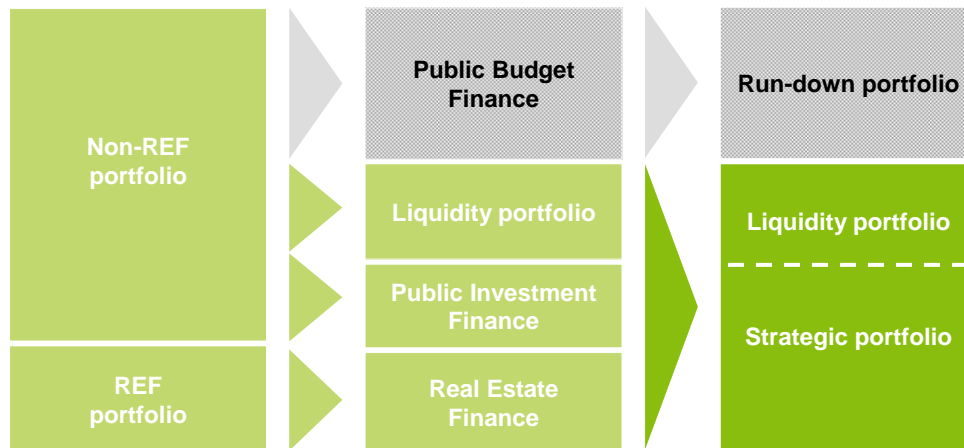 Non-REF
portfolio
REF
portfolio
Public Budget
Finance
Liquidity portfolio
Public Investment
Finance
Real Estate
Finance
Run-down portfolio
Liquidity portfolio
Strategic portfolio